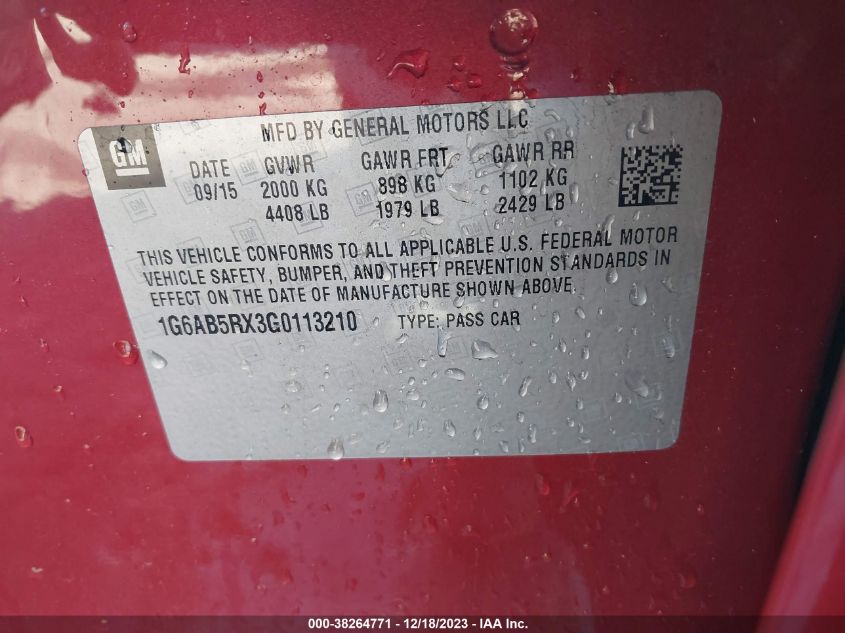 GM
MFD BY GENERAL MOTORS LLC
DATE GVWR GAWR FRT GAWR RR
09/15 2000 KG 898 KG 1102 KG
4408 LB 1979 LB 2429 LB
THIS VEHICLE CONFORMS TO ALL APPLICABLE U.S. FEDERAL MOTOR
VEHICLE SAFETY, BUMPER, AND THEFT PREVENTION STANDARDS IN
EFFECT ON THE DATE OF MANUFACTURE SHOWN ABOVE.
1G6AB5RX3G0113210 TYPE: PASS CAR
000-38264771 - 12/18/2023 - IAA Inc.